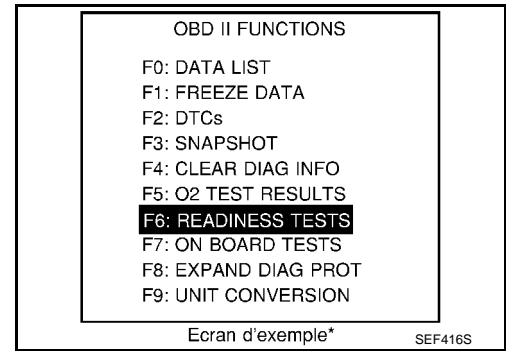 OBD II FUNCTIONS
F0: DATA LIST
F1: FREEZE DATA
F2: DTCs
F3: SNAPSHOT
F4: CLEAR DIAG INFO
F5: O2 TEST RESULTS
F6: READINESS TESTS
F7: ON BOARD TESTS
F8: EXPAND DIAG PROT
F9: UNIT CONVERSION
Ecran d'exemple*
SEF416S